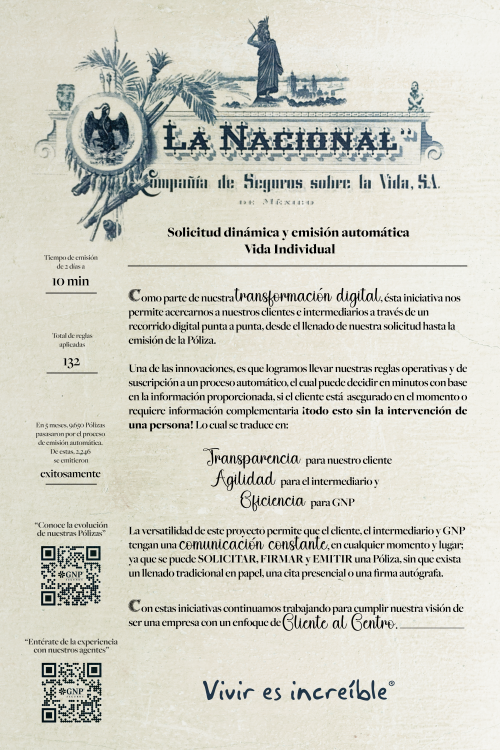 "LA NACIONAL"
Compañía de Seguros sobre la Vida, S.A.
DE MÉXICO
Solicitud dinámica y emisión automática
Vida Individual
Tiempo de emisión
de 2 días a
10 min
Total de reglas
aplicadas
132
En 5 meses, 9,650 Pólizas
pasaron por el proceso
de emisión automática.
De estas, 2,246
se emitieron
exitosamente
"Conoce la evolución
de nuestras Pólizas"
GNP
"Entérate de la experiencia
con nuestros agentes"
GNP
Como parte de nuestra transformación digital, ésta iniciativa nos
permite acercarnos a nuestros clientes e intermediarios a través de un
recorrido digital punta a punta, desde el llenado de nuestra solicitud hasta la
emisión de la Póliza.
Una de las innovaciones, es que logramos llevar nuestras reglas operativas y de
suscripción a un proceso automático, el cual puede decidir en minutos con base
en la información proporcionada, si el cliente está asegurado en el momento o
requiere información complementaria ¡todo esto sin la intervención de
una persona! Lo cual se traduce en:
Transparencia para nuestro cliente
Agilidad para el intermediario y
Eficiencia para GNP
La versatilidad de este proyecto permite que el cliente, el intermediario y GNP
tengan una comunicación constante, en cualquier momento y lugar;
ya que se puede SOLICITAR, FIRMAR y EMITIR una Póliza, sin que exista
un llenado tradicional en papel, una cita presencial o una firma autógrafa.
Con estas iniciativas continuamos trabajando para cumplir nuestra visión de
ser una empresa con un enfoque de Cliente al Centro.
Vivir es increíble®